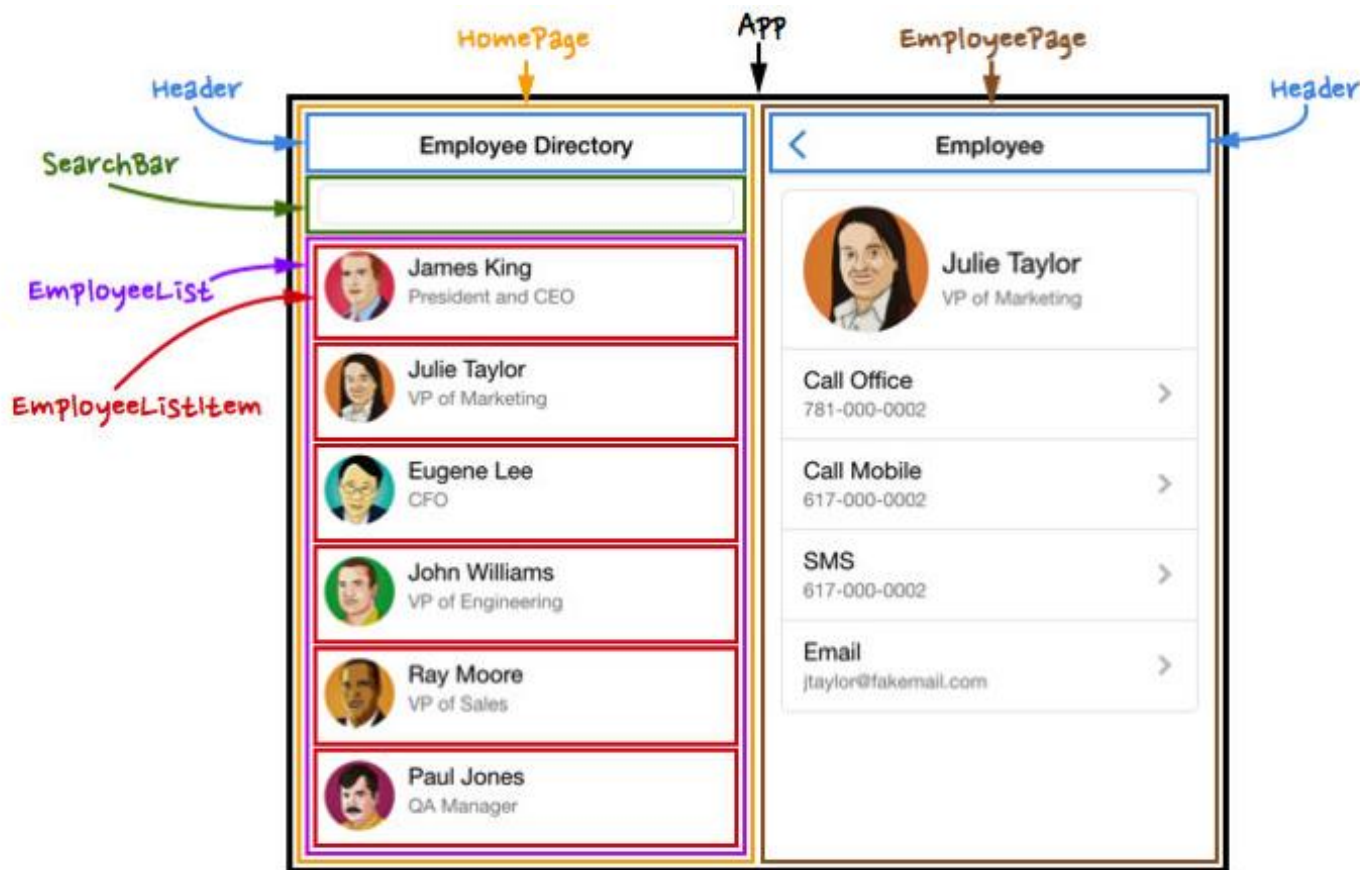 App
HomePage
EmployeePage
Header
Header
SearchBar
EmployeeList
EmployeeListItem
Employee Directory
James King
President and CEO
Julie Taylor
VP of Marketing
Eugene Lee
CFO
John Williams
VP of Engineering
Ray Moore
VP of Sales
Paul Jones
QA Manager
Employee
Julie Taylor
VP of Marketing
Call Office
781-000-0002
Call Mobile
617-000-0002
SMS
617-000-0002
Email
jtaylor@fakemail.com